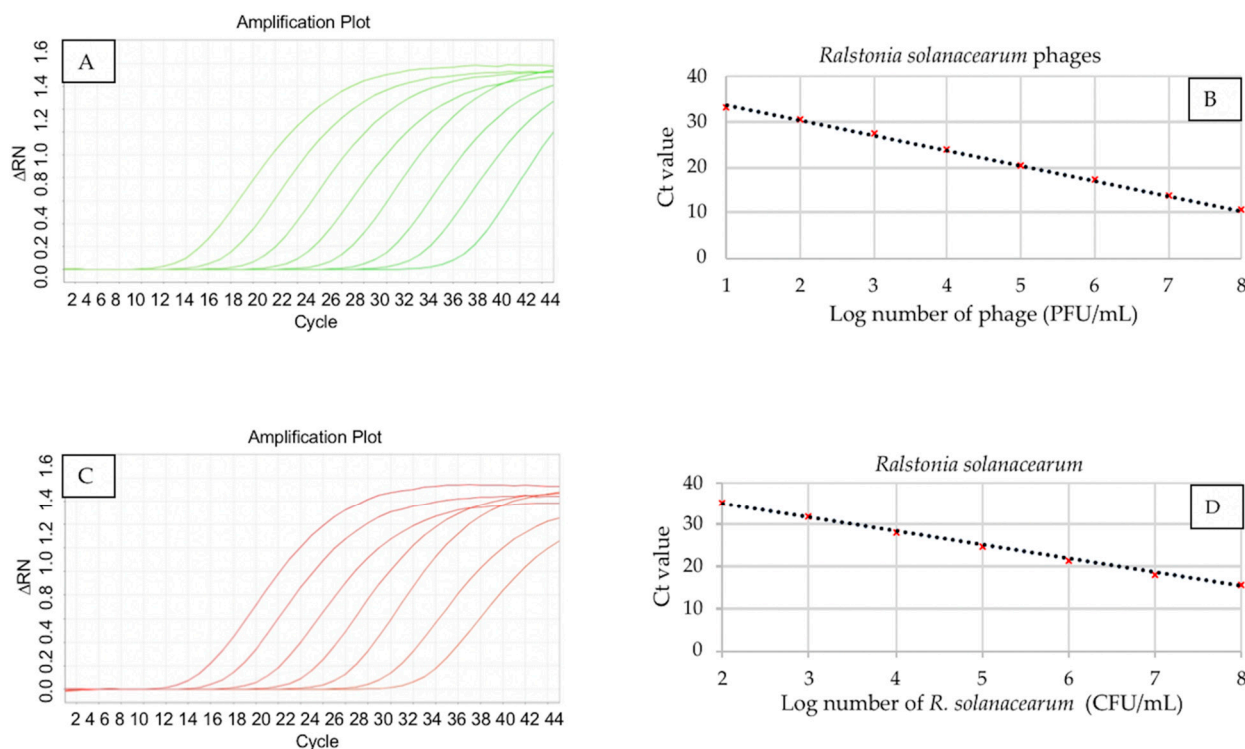 Amplification Plot
A
ΔRN
1.6
1.4
1.2
1.0
0.8
0.4
0.2
0.0
2 4 6 8 10 12 14 16 18 20 22 24 26 28 30 32 34 36 38 40 42 44
Cycle
Ralstonia solanacearum phages
B
Ct value
40
30
20
10
0
1 2 3 4 5 6 7 8
Log number of phage (PFU/mL)
Amplification Plot
C
ΔRN
1.6
1.4
1.2
1.0
0.8
0.4
0.2
0.0
2 4 6 8 10 12 14 16 18 20 22 24 26 28 30 32 34 36 38 40 42 44
Cycle
Ralstonia solanacearum
D
Ct value
40
30
20
10
0
2 3 4 5 6 7 8
Log number of R. solanacearum (CFU/mL)